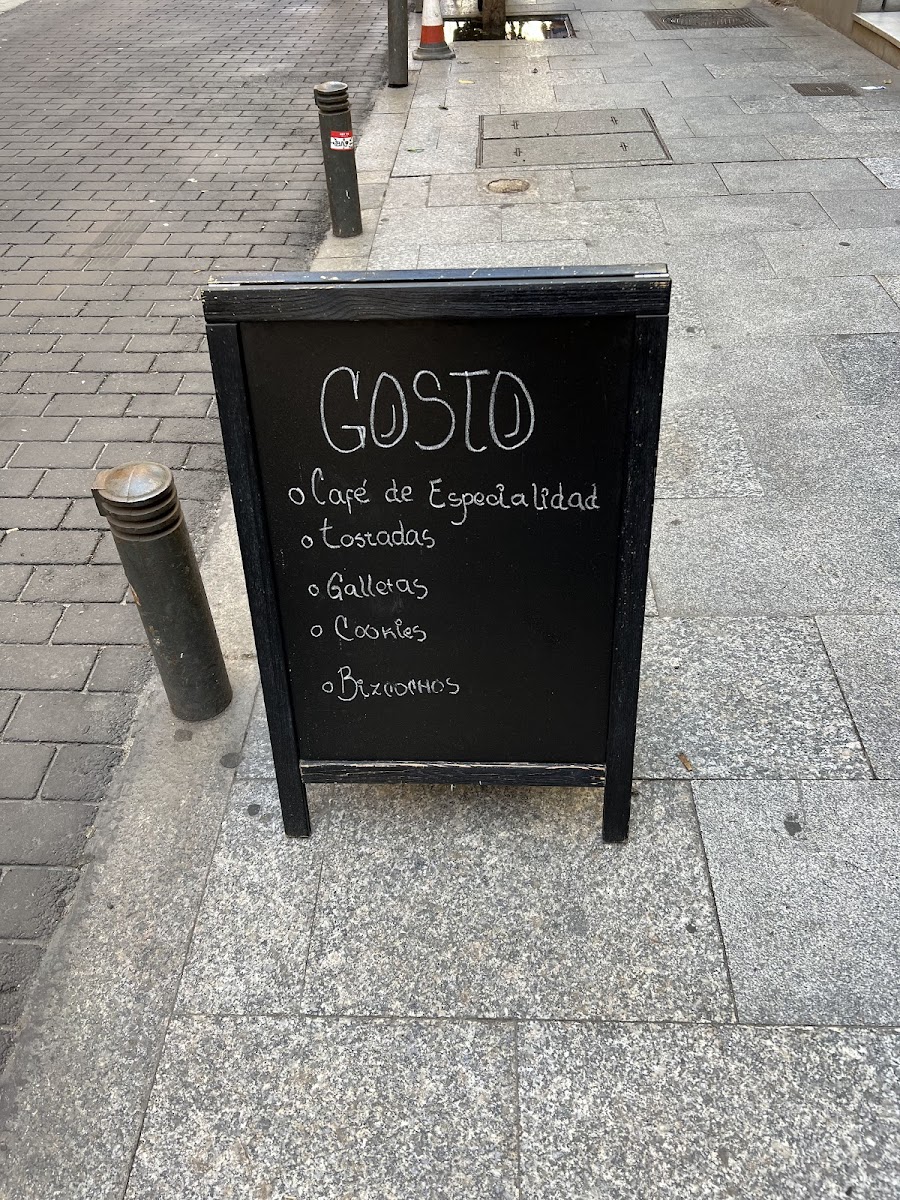 GOSTO
o Café de Especialidad
o tostadas
o Galletas
o Cookies
o Bizcochos